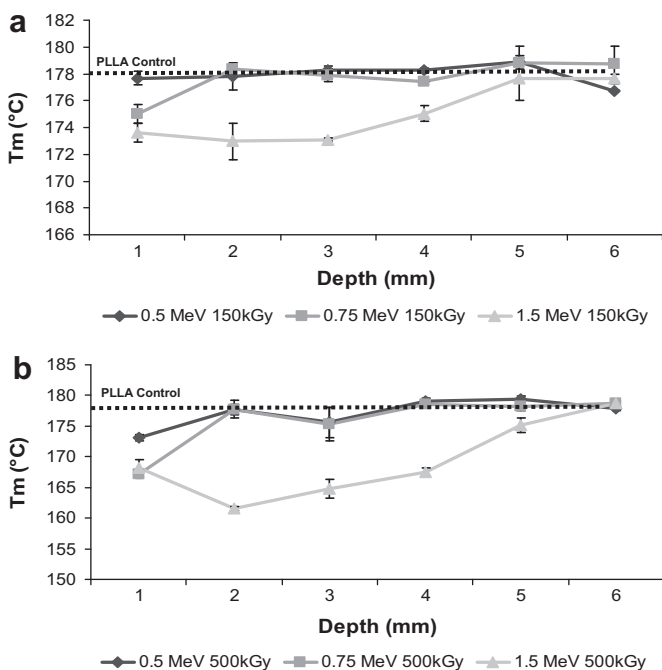 a
180
PLLA Control
178
176
174
172
170
168
166
Tm (°C)
1 2 3 4 5 6
Depth (mm)
0.5 MeV 150kGy 0.75 MeV 150kGy 1.5 MeV 150kGy
b
185
PLLA Control
180
175
170
165
160
155
150
Tm (°C)
1 2 3 4 5 6
Depth (mm)
0.5 MeV 500kGy 0.75 MeV 500kGy 1.5 MeV 500kGy